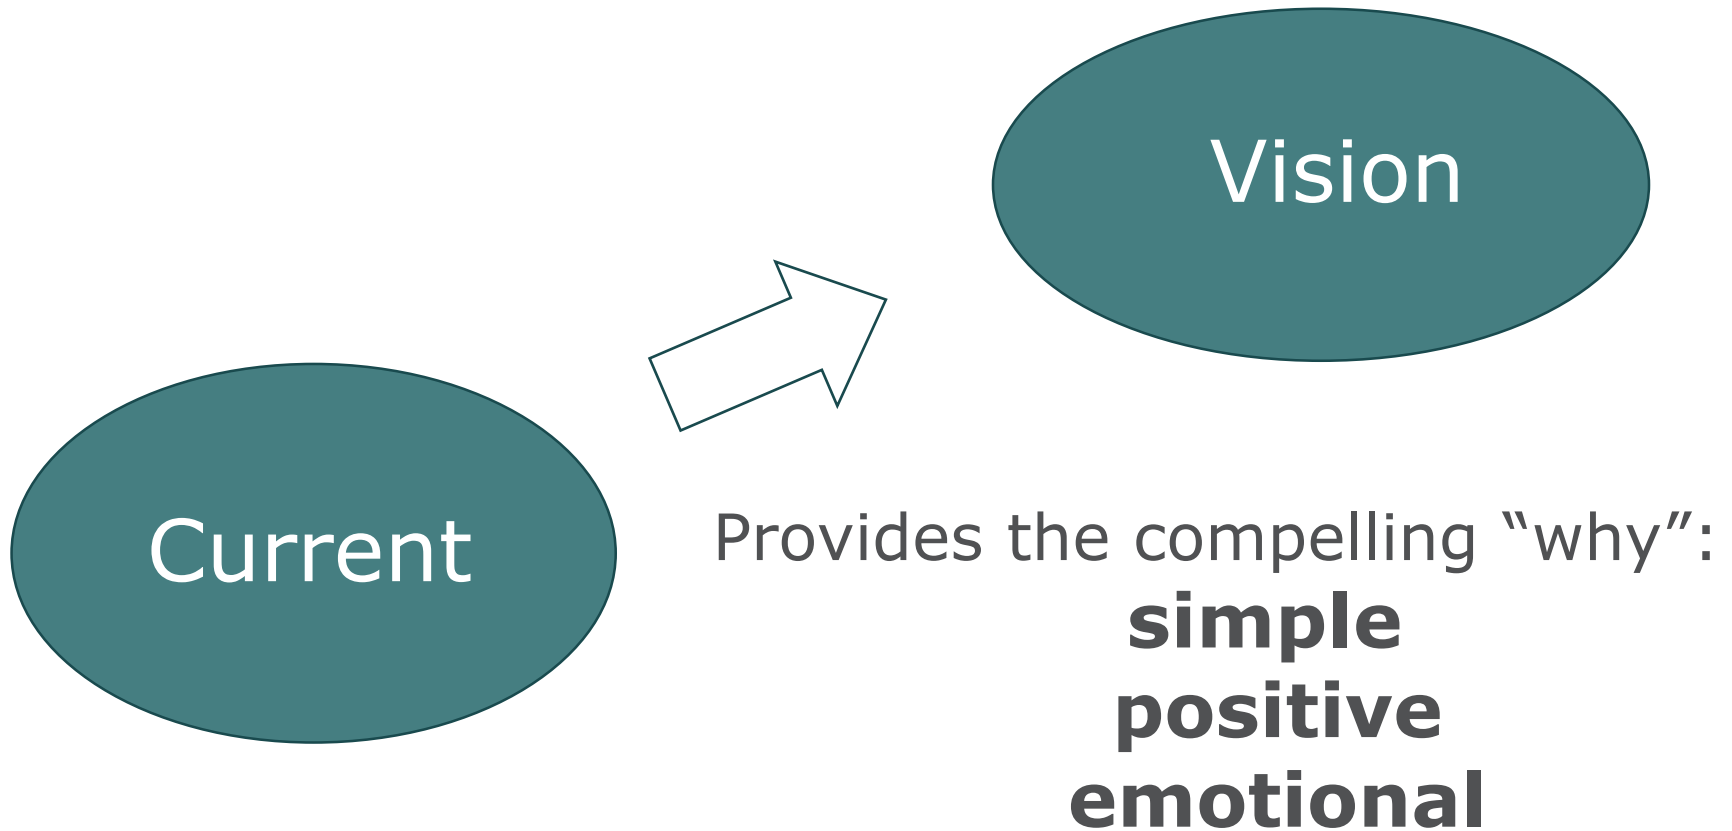 Vision
Current
Provides the compelling “why”:
simple
positive
emotional